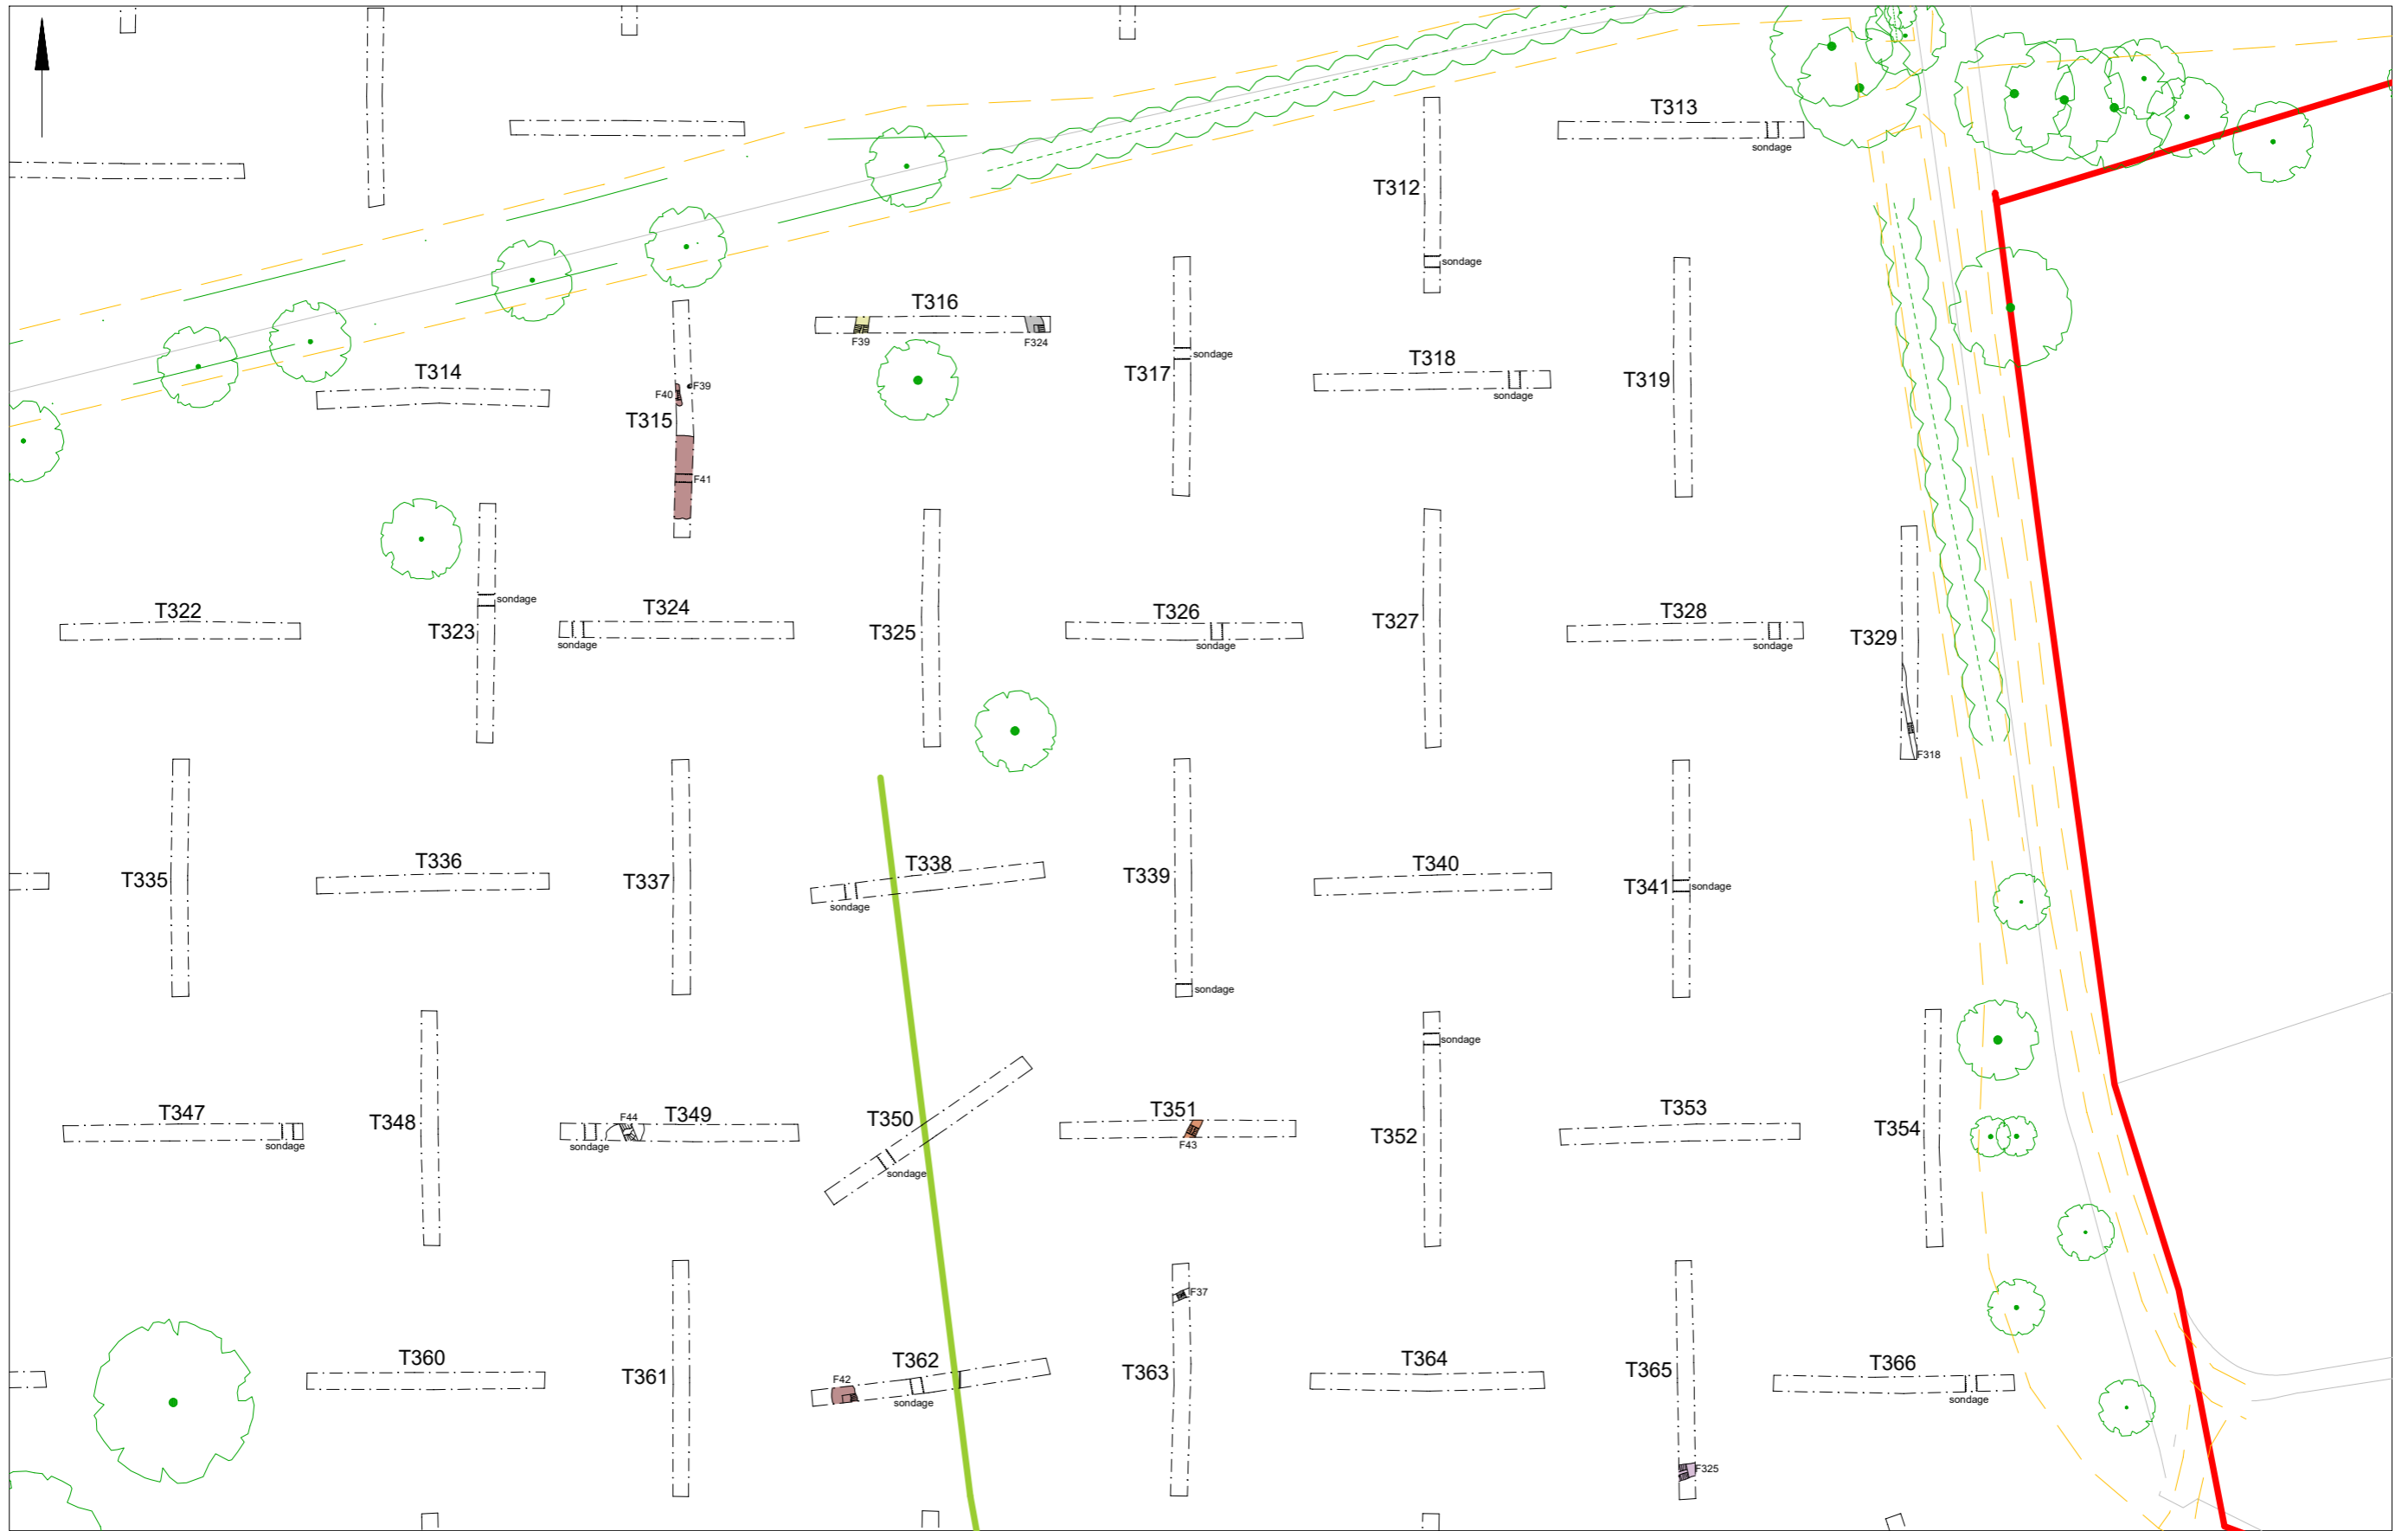 T313
sondage
T312
sondage
T316
F39
F324
T317
sondage
T318
sondage
T319
T314
F40
F39
T315
F41
T322
T323
sondage
T324
sondage
T325
T326
sondage
T327
T328
sondage
T329
F318
T335
T336
T337
T338
sondage
T339
sondage
T340
T341
sondage
T347
sondage
T348
F44
T349
sondage
T350
sondage
T351
F43
T352
sondage
T353
T354
T360
T361
F42
T362
sondage
F37
T363
T364
T365
F325
T366
sondage